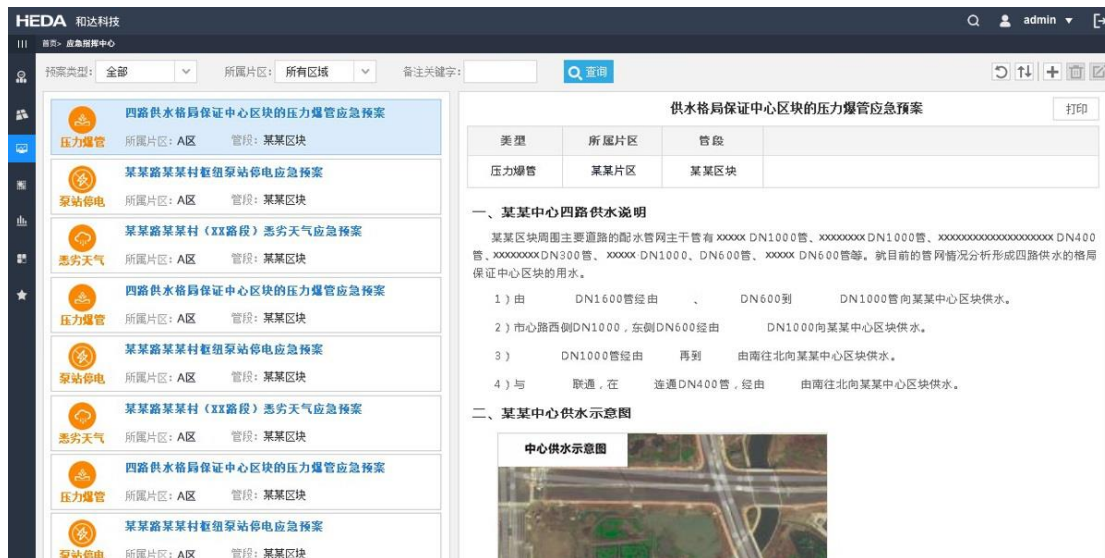 HEDA 和达科技
admin
首页> 应急指挥中心
预案类型: 全部 所属片区: 所有区域 备注关键字: 查询
四路供水格局保证中心区块的压力爆管应急预案
压力爆管 所属片区: A区 管段: 某某区块
某某路某某村枢纽泵站停电应急预案
泵站停电 所属片区: A区 管段: 某某区块
某某路某某村（XX路段）恶劣天气应急预案
恶劣天气 所属片区: A区 管段: 某某区块
四路供水格局保证中心区块的压力爆管应急预案
压力爆管 所属片区: A区 管段: 某某区块
某某路某某村枢纽泵站停电应急预案
泵站停电 所属片区: A区 管段: 某某区块
某某路某某村（XX路段）恶劣天气应急预案
恶劣天气 所属片区: A区 管段: 某某区块
四路供水格局保证中心区块的压力爆管应急预案
压力爆管 所属片区: A区 管段: 某某区块
某某路某某村枢纽泵站停电应急预案
泵站停电 所属片区: A区 管段: 某某区块
供水格局保证中心区块的压力爆管应急预案 打印
类型 所属片区 管段
压力爆管 某某片区 某某区块
一、某某中心四路供水说明
某某区块周围主要道路的配水管网主干管有 xxxxx DN1000管、xxxxxxxx DN1000管、xxxxxxxxxxxxxxxxxxxx DN400
管、xxxxxxxx DN300管、 xxxxx DN1000、DN600管、 xxxxx DN600管等。就目前的管网情况分析形成四路供水的格局
保证中心区块的用水。
1）由 DN1600管经由 、 DN600到 DN1000管向某某中心区块供水。
2）市心路西侧DN1000，东侧DN600经由 DN1000向某某中心区块供水。
3） DN1000管经由 再到 由南往北向某某中心区块供水。
4）与 联通，在 连通DN400管，经由 由南往北向某某中心区块供水。
二、某某中心供水示意图
中心供水示意图